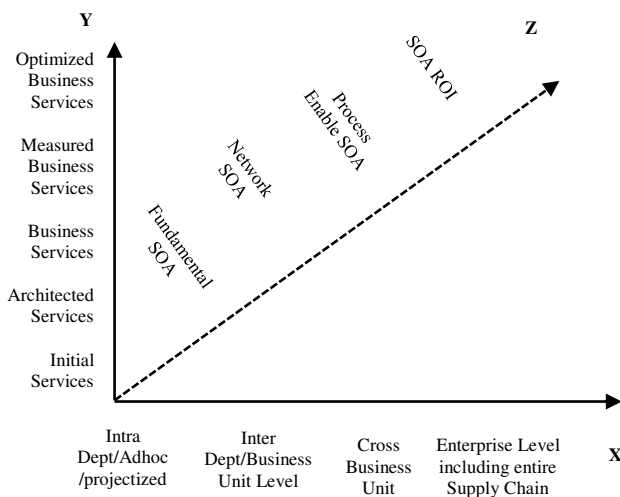 Y
Optimized
Business
Services
Measured
Business
Services
Business
Services
Architected
Services
Initial
Services
Fundamental
SOA
Network
SOA
Process
Enable SOA
SOA ROI
Z
Intra
Dept/Adhoc
/projectized
Inter
Dept/Business
Unit Level
Cross
Business
Unit
Enterprise Level
including entire
Supply Chain
X